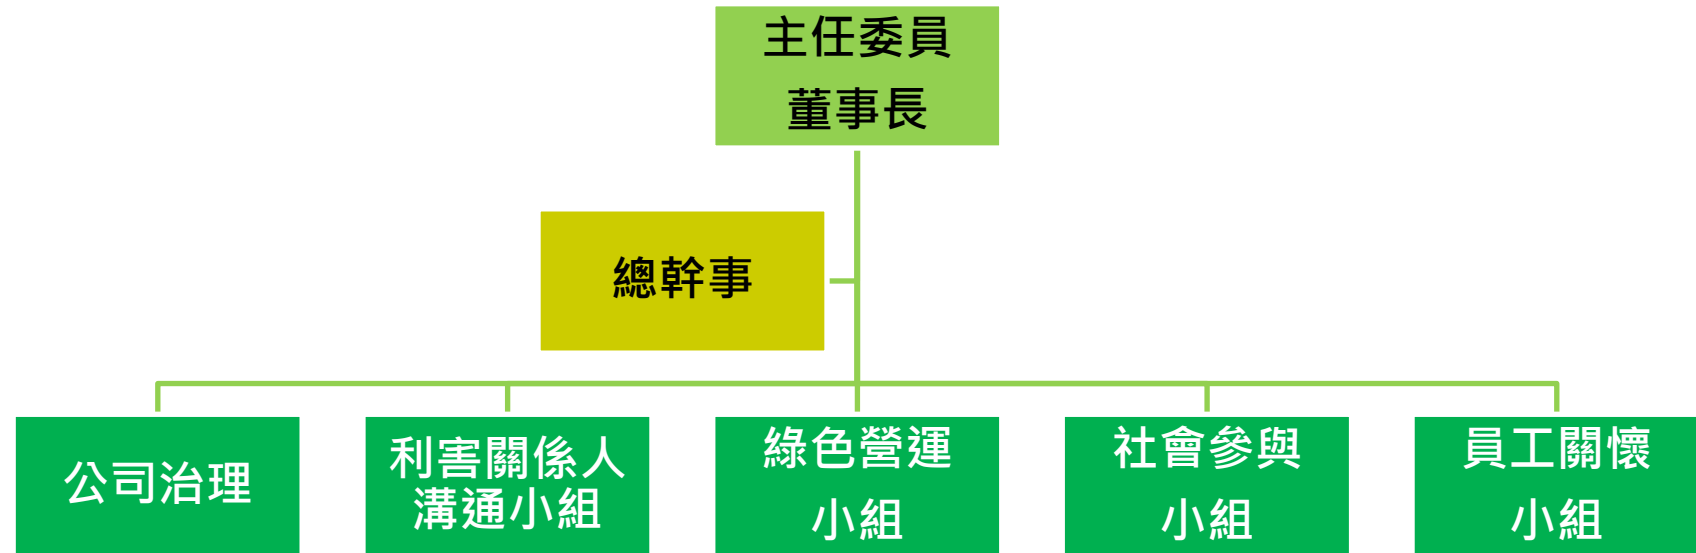 主任委員
董事長
總幹事
公司治理
利害關係人
溝通小組
綠色營運
小組
社會參與
小組
員工關懷
小組